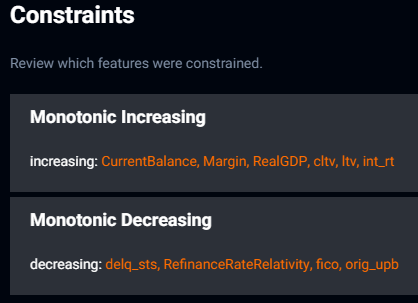 Constraints
Review which features were constrained.
Monotonic Increasing
increasing: CurrentBalance, Margin, RealGDP, cltv, ltv, int_rt
Monotonic Decreasing
decreasing: delq_sts, RefinanceRateRelativity, fico, orig_upb